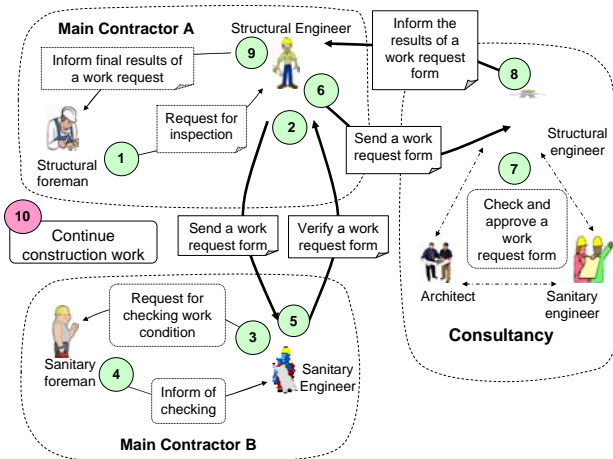 Main Contractor A
Structural Engineer
9
Inform final results of
a work request
6
Request for
inspection
1
2
Structural
foreman
Inform the
results of a
work request
form
8
Send a work
request form
Structural
engineer
7
Check and
approve a
work
request form
Architect
Sanitary
engineer
Consultancy
10
Continue
construction work
Send a work
request form
Verify a work
request form
Request for
checking work
condition
3
5
Sanitary
foreman
4
Inform of
checking
Sanitary
Engineer
Main Contractor B